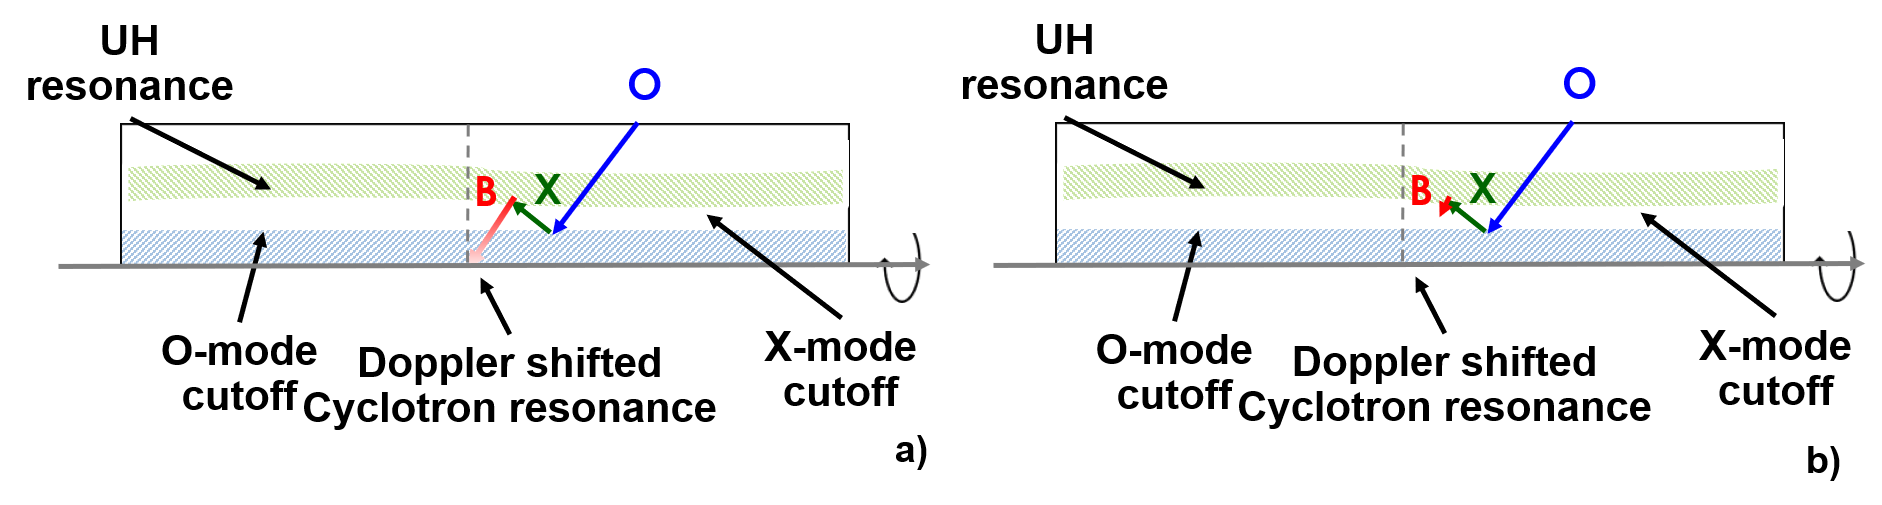 UH
resonance
O
B
X
O-mode
cutoff
Doppler shifted
Cyclotron resonance
X-mode
cutoff
a)
UH
resonance
O
B
X
O-mode
cutoff
Doppler shifted
Cyclotron resonance
X-mode
cutoff
b)